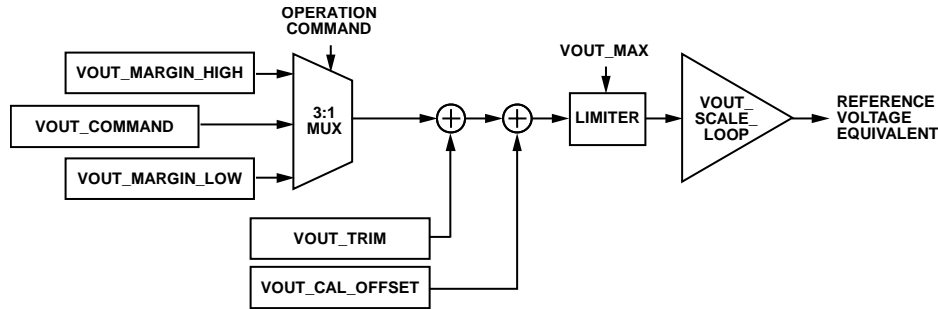 OPERATION
COMMAND
VOUT_MAX
VOUT_MARGIN_HIGH
VOUT_COMMAND
VOUT_MARGIN_LOW
3:1
MUX
LIMITER
VOUT_
SCALE_
LOOP
REFERENCE
VOLTAGE
EQUIVALENT
VOUT_TRIM
VOUT_CAL_OFFSET